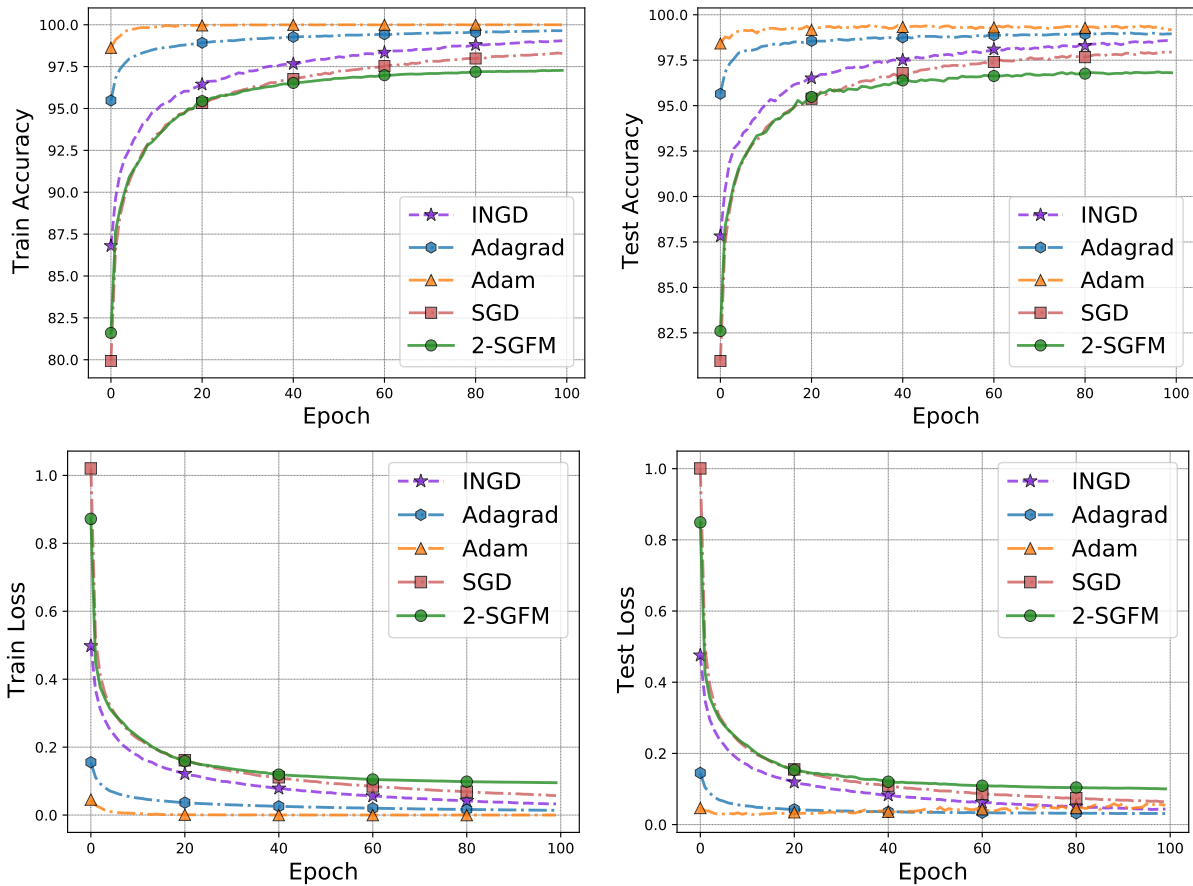 100.0
97.5
95.0
92.5
90.0
87.5
85.0
82.5
80.0
Train Accuracy
INGD
Adagrad
Adam
SGD
2-SGFM
0 20 40 60 80 100
Epoch
100.0
97.5
95.0
92.5
90.0
87.5
85.0
82.5
Test Accuracy
INGD
Adagrad
Adam
SGD
2-SGFM
0 20 40 60 80 100
Epoch
1.0
0.8
0.6
0.4
0.2
0.0
Train Loss
INGD
Adagrad
Adam
SGD
2-SGFM
0 20 40 60 80 100
Epoch
1.0
0.8
0.6
0.4
0.2
0.0
Test Loss
INGD
Adagrad
Adam
SGD
2-SGFM
0 20 40 60 80 100
Epoch